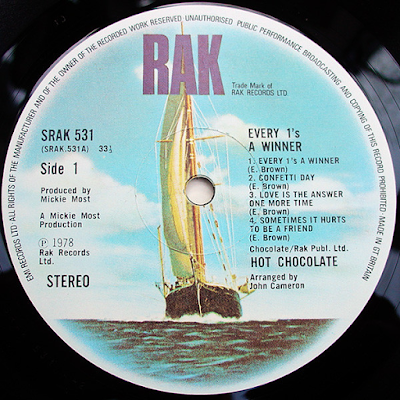 EMI RECORDS LTD ALL RIGHTS OF THE MANUFACTURER AND OF THE OWNER OF THE RECORDED WORK RESERVED UNAUTHORISED PUBLIC PERFORMANCE BROADCASTING AND COPYING OF THIS RECORD PROHIBITED · MADE IN GT BRITAIN
RAK
Trade Mark of
RAK RECORDS LTD.
SRAK 531
(SRAK.531A) 33⅓
Side 1
Produced by
Mickie Most
A Mickie Most
Production
℗ 1978
Rak Records
Ltd.
STEREO
EVERY 1's
A WINNER
1. EVERY 1's A WINNER
(E. Brown)
2. CONFETTI DAY
(E. Brown)
3. LOVE IS THE ANSWER
ONE MORE TIME
(E. Brown)
4. SOMETIMES IT HURTS
TO BE A FRIEND
(E. Brown)
Chocolate/Rak Publ. Ltd.
HOT CHOCOLATE
Arranged by
John Cameron